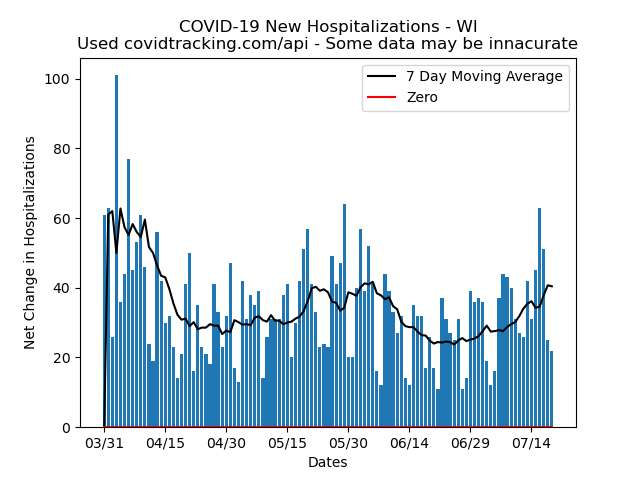 COVID-19 New Hospitalizations - WI
Used covidtracking.com/api - Some data may be innacurate
7 Day Moving Average
Zero
Net Change in Hospitalizations
100
80
60
40
20
0
03/31 04/15 04/30 05/15 05/30 06/14 06/29 07/14
Dates